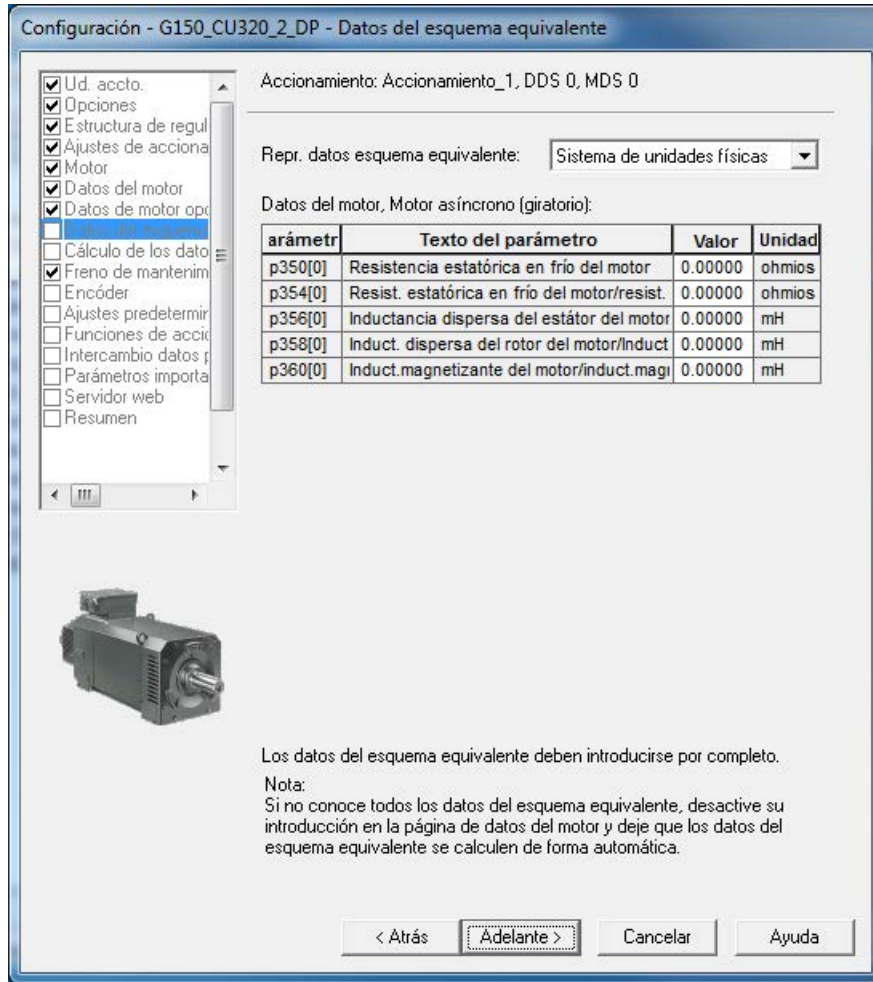 Configuración - G150_CU320_2_DP - Datos del esquema equivalente
Ud. accto.
Opciones
Estructura de regul
Ajustes de acciona
Motor
Datos del motor
Datos de motor opc
Cálculo de los dato
Freno de mantenim
Encóder
Ajustes predetermir
Funciones de accio
Intercambio datos p
Parámetros importa
Servidor web
Resumen
Accionamiento: Accionamiento_1, DDS 0, MDS 0
Repr. datos esquema equivalente: Sistema de unidades físicas
Datos del motor, Motor asíncrono (giratorio):
arámetr Texto del parámetro Valor Unidad
p350[0] Resistencia estatórica en frío del motor 0.00000 ohmios
p354[0] Resist. estatórica en frío del motor/resist. 0.00000 ohmios
p356[0] Inductancia dispersa del estátor del motor 0.00000 mH
p358[0] Induct. dispersa del rotor del motor/Induct 0.00000 mH
p360[0] Induct.magnetizante del motor/induct.magı 0.00000 mH
Los datos del esquema equivalente deben introducirse por completo.
Nota:
Si no conoce todos los datos del esquema equivalente, desactive su
introducción en la página de datos del motor y deje que los datos del
esquema equivalente se calculen de forma automática.
< Atrás Adelante > Cancelar Ayuda